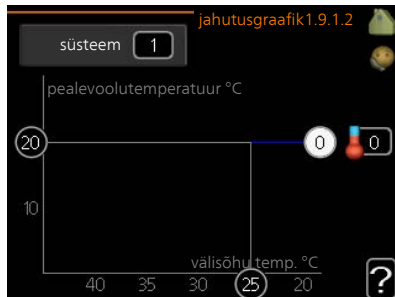 jahutusgraafik1.9.1.2
süsteem 1
pealevoolutemperatuur °C
20 0 0
10
välisõhu temp. °C
40 35 30 25 20
?